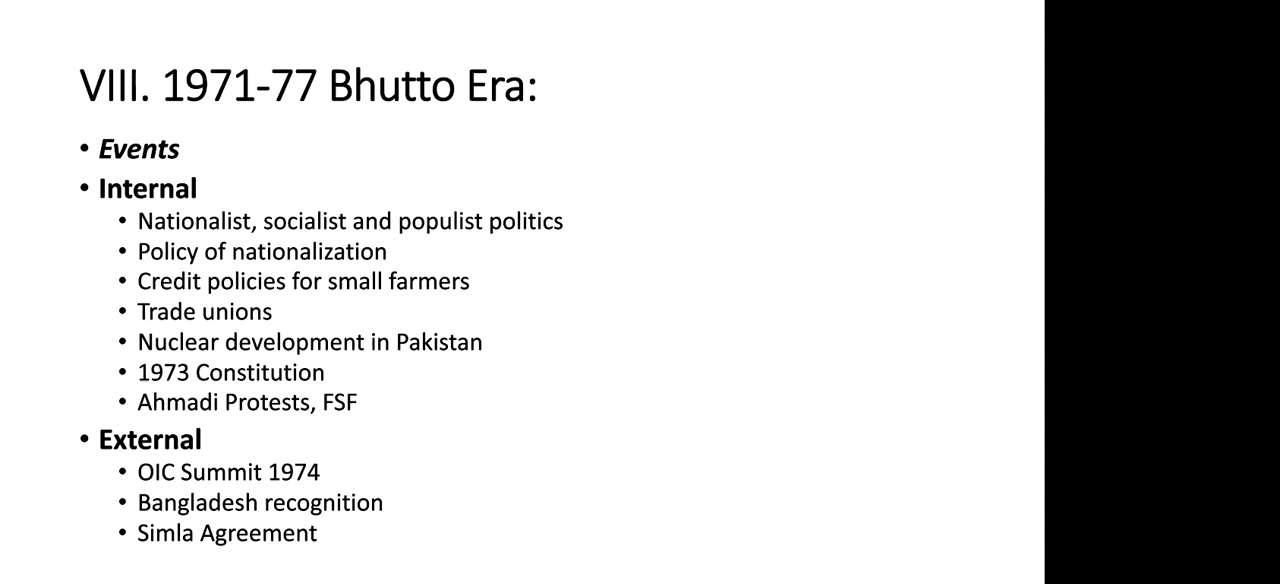 VIII. 1971-77 Bhutto Era:
• Events
• Internal
• Nationalist, socialist and populist politics
• Policy of nationalization
• Credit policies for small farmers
• Trade unions
• Nuclear development in Pakistan
• 1973 Constitution
• Ahmadi Protests, FSF
• External
• OIC Summit 1974
• Bangladesh recognition
• Simla Agreement